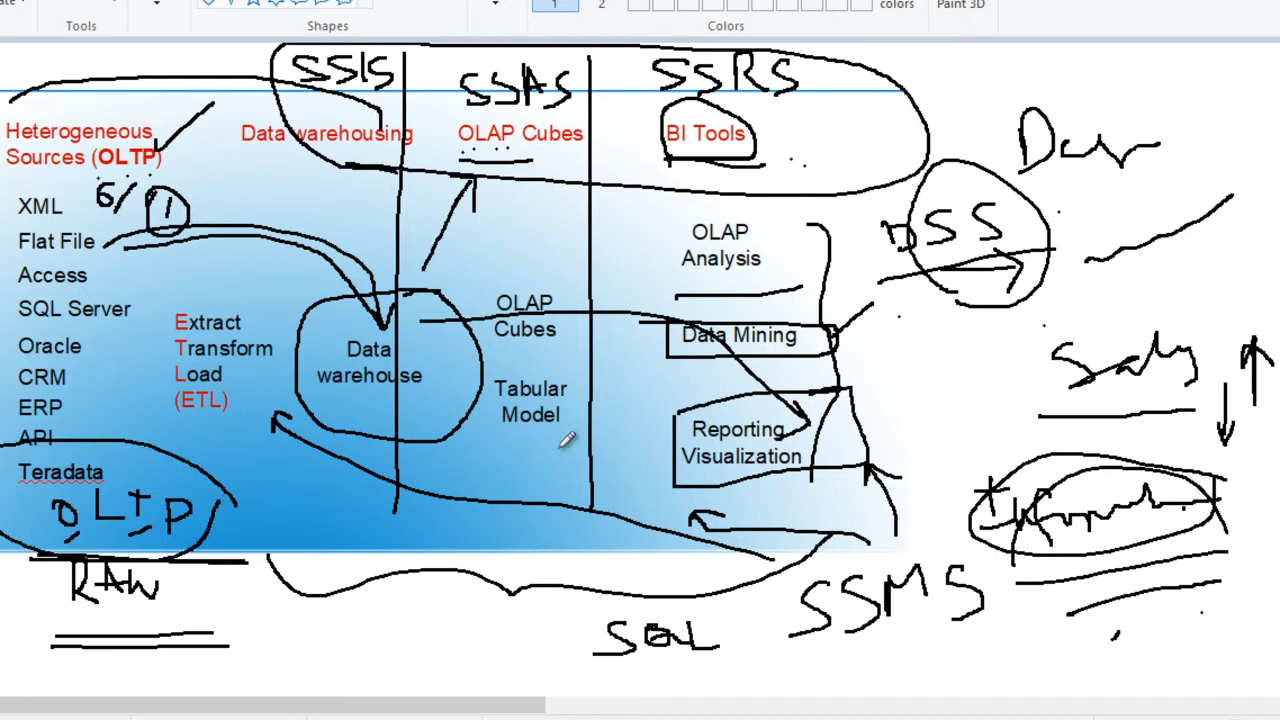 Tools
Shapes
1
2
Colors
colors
Paint 3D
SSIS
SSAS
SSRS
Heterogeneous
Sources (OLTP)
Data warehousing
OLAP Cubes
BI Tools
XML
Flat File
Access
SQL Server
Oracle
CRM
ERP
API
Teradata
6/
1
Extract
Transform
Load
(ETL)
Data
warehouse
OLAP
Cubes
Tabular
Model
OLAP
Analysis
Data Mining
Reporting
Visualization
DSS
OLTP
RAW
SSMS
SQL